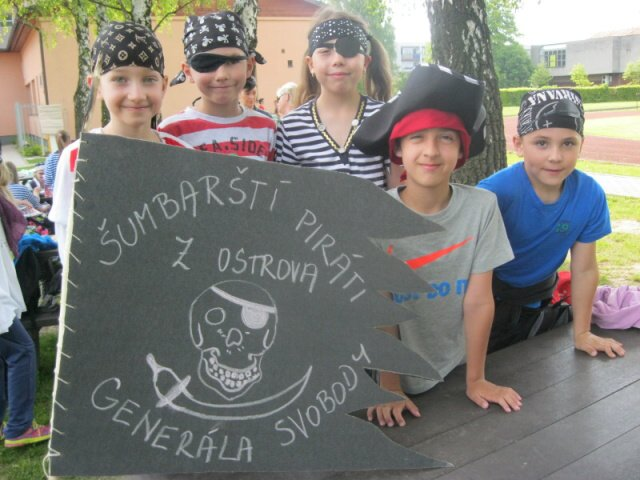 ŠUMBARŠTÍ PIRÁTI
Z OSTROVA
GENERÁLA SVOBODY